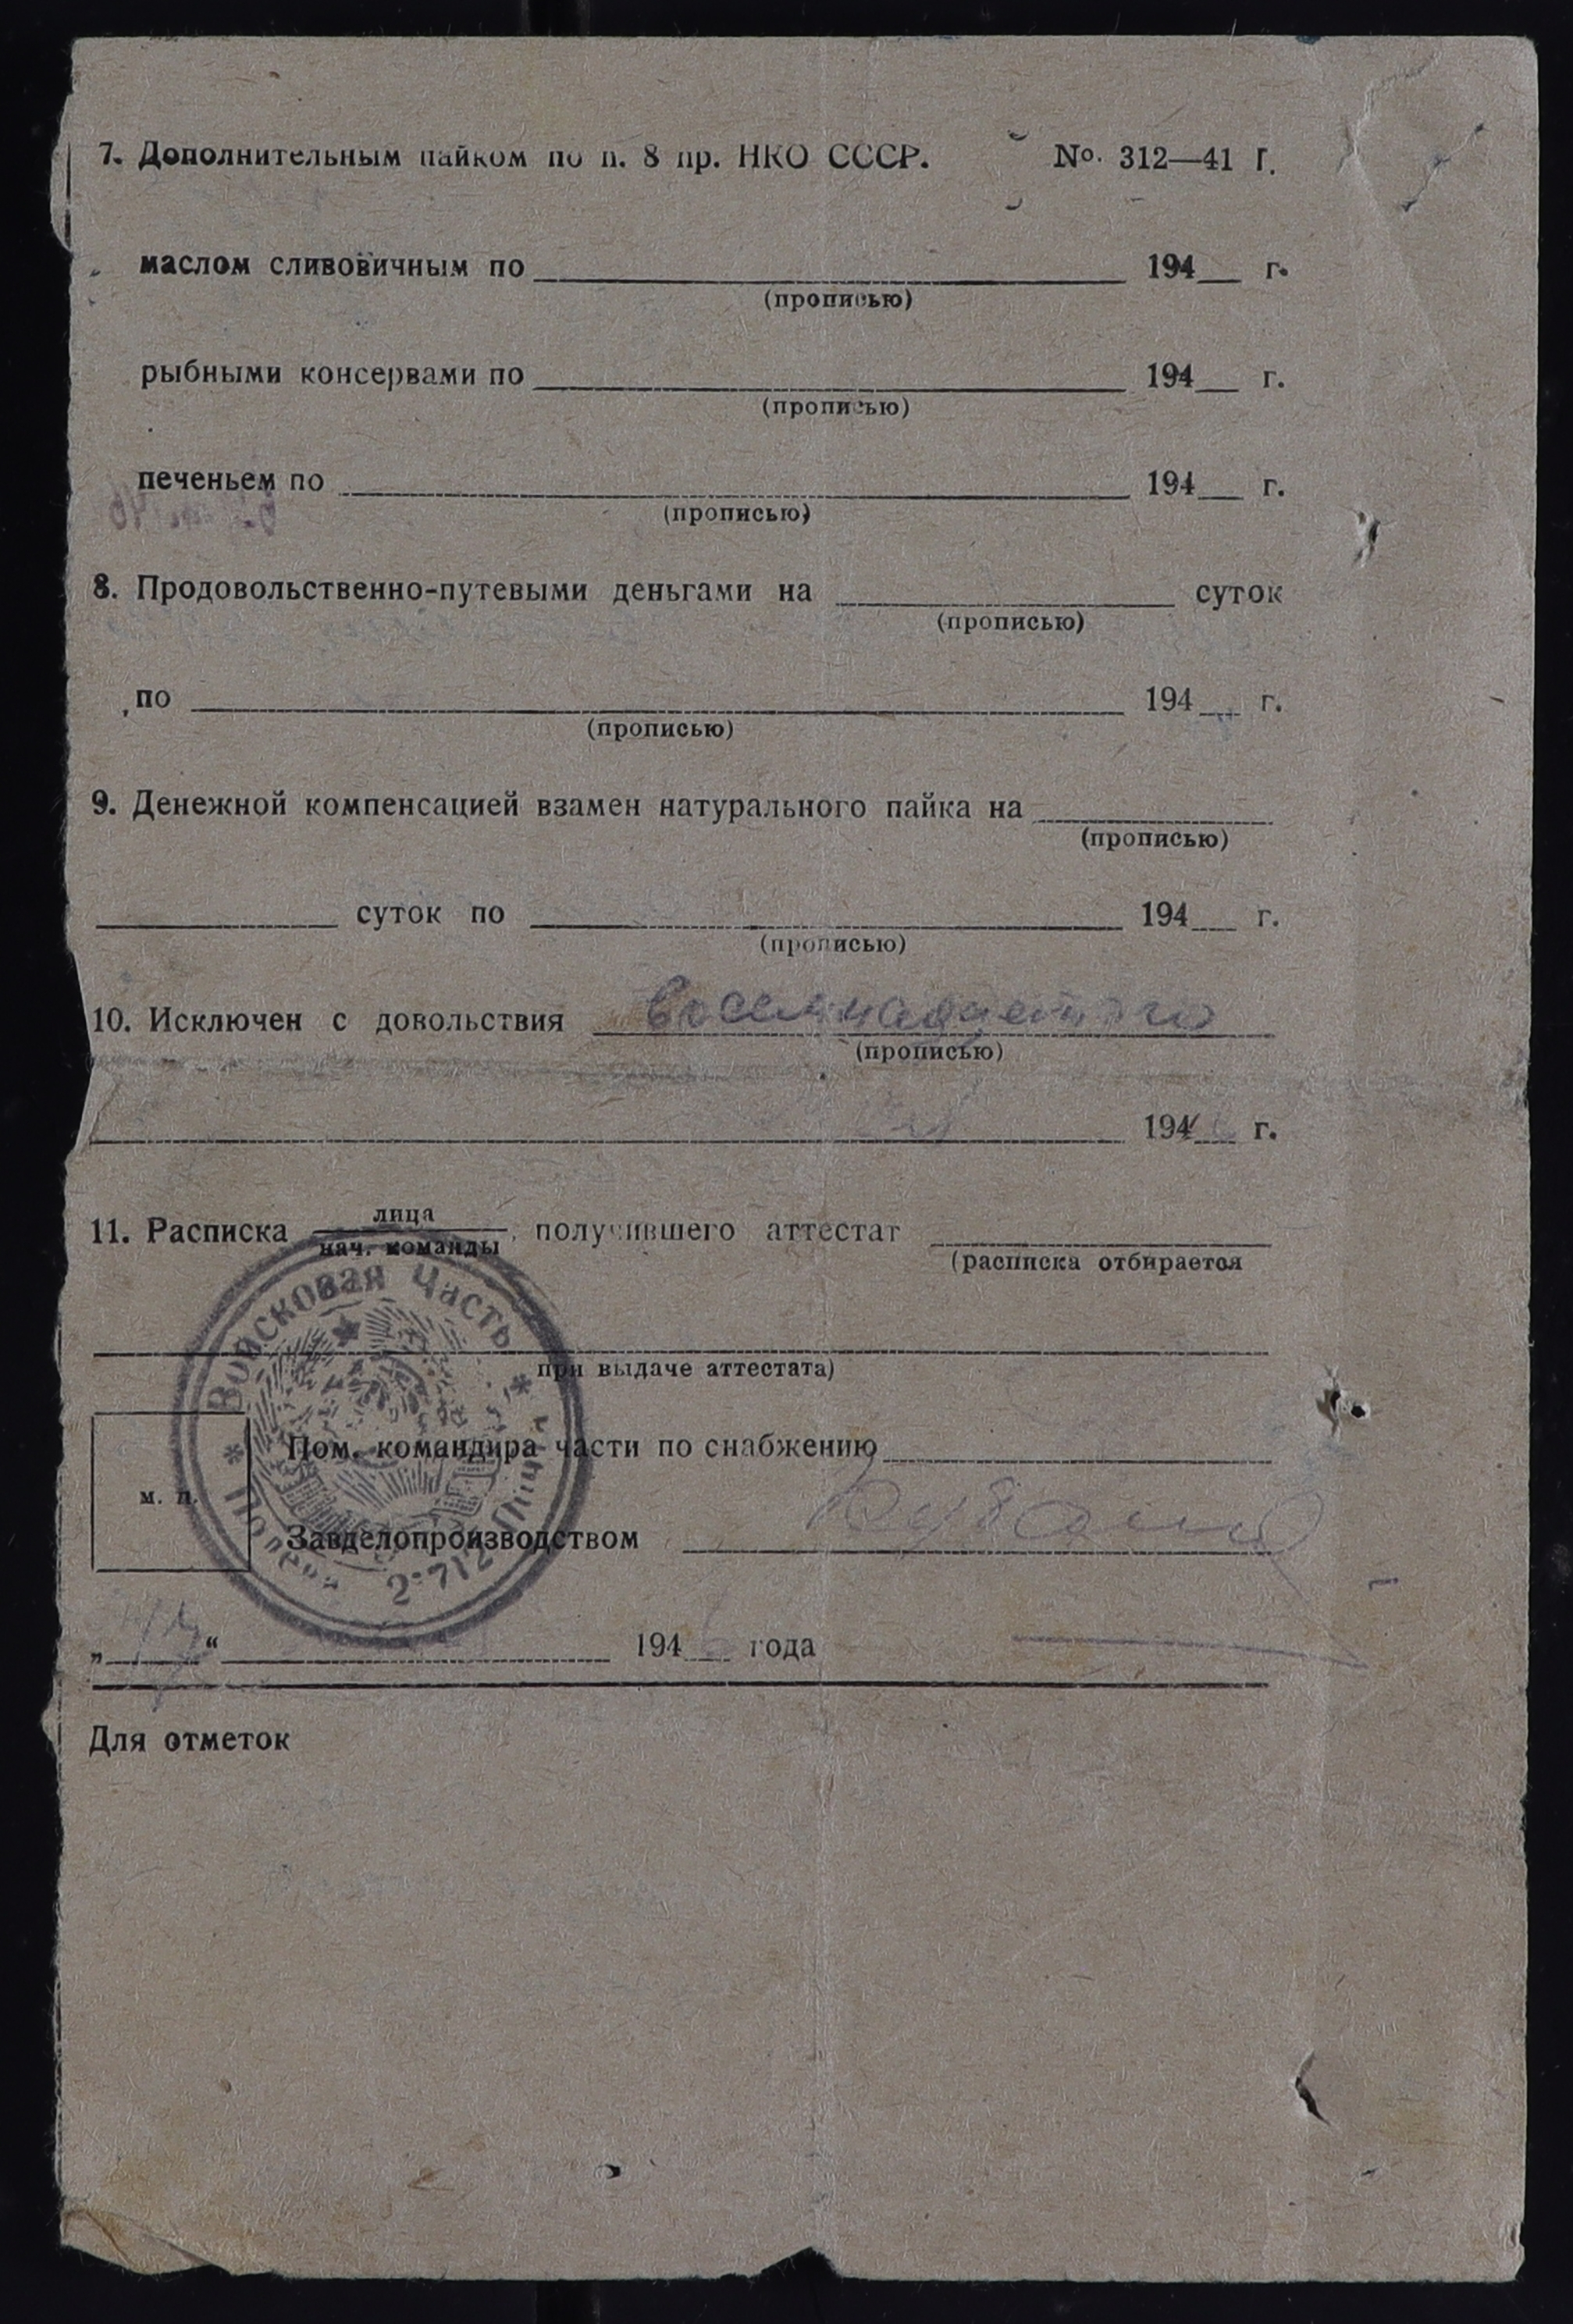 7. Дополнительным пайком по п. 8 пр. НКО СССР. № 312—41 г.
маслом сливовичным по 194 г.
(прописью)
рыбными консервами по 194 г.
(прописью)
печеньем по 194 г.
(прописью)
8. Продовольственно-путевыми деньгами на суток
(прописью)
по 194 г.
(прописью)
9. Денежной компенсацией взамен натурального пайка на
(прописью)
суток по 194 г.
(прописью)
10. Исключен с довольствия восемнадцетого
(прописью)
194 г.
11. Расписка лица
нач. команды, получившего аттестат
(расписка отбирается
при выдаче аттестата)
Войсковая Часть
Полевая Почта
Пом. командира части по снабжению
м. п.
Завделопроизводством
„ “ 194 года
Для отметок